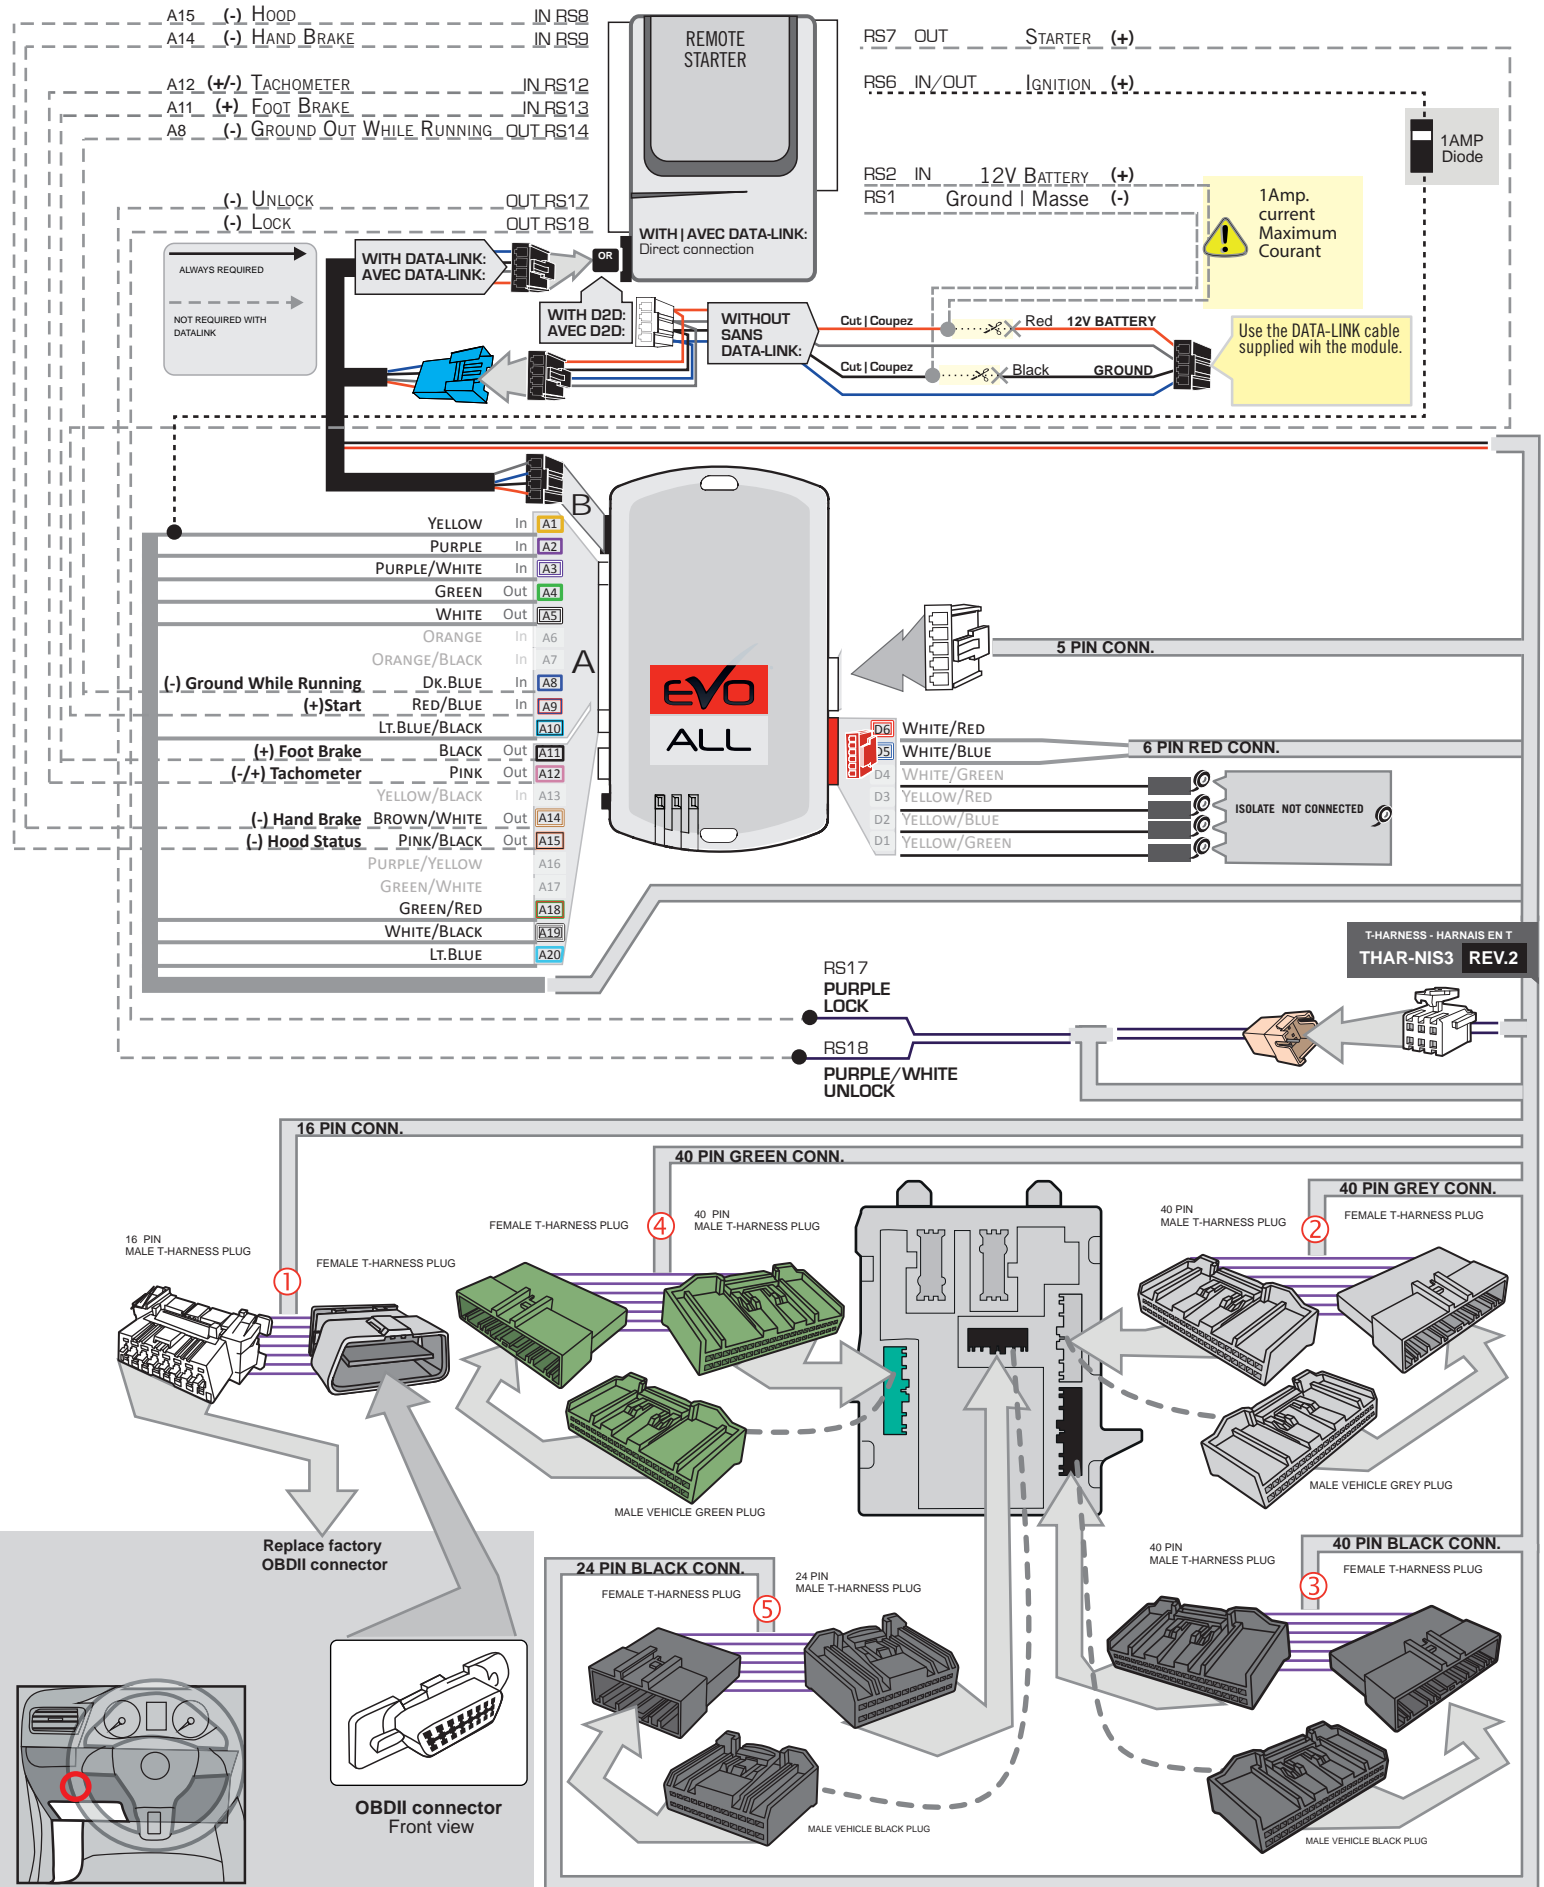 A15 (-) Hood IN RS8
A14 (-) Hand Brake IN RS9
A12 (+/-) Tachometer IN RS12
A11 (+) Foot Brake IN RS13
A8 (-) Ground Out While Running OUT RS14
(-) Unlock OUT RS17
(-) Lock OUT RS18
REMOTE
STARTER
WITH | AVEC DATA-LINK:
Direct connection
RS7 OUT Starter (+)
RS6 IN/OUT Ignition (+)
1AMP
Diode
RS2 IN 12V Battery (+)
RS1 Ground | Masse (-)
1Amp.
current
Maximum
Courant
ALWAYS REQUIRED
NOT REQUIRED WITH
DATALINK
WITH DATA-LINK:
AVEC DATA-LINK:
OR
WITH D2D:
AVEC D2D:
WITHOUT
SANS
DATA-LINK:
Cut | Coupez Red 12V BATTERY
Cut | Coupez Black GROUND
Use the DATA-LINK cable
supplied wih the module.
B
A
Yellow In A1
Purple In A2
Purple/White In A3
Green Out A4
White Out A5
Orange In A6
Orange/Black In A7
(-) Ground While Running Dk.Blue In A8
(+)Start Red/Blue In A9
Lt.Blue/Black A10
(+) Foot Brake Black Out A11
(-/+) Tachometer Pink Out A12
Yellow/Black In A13
(-) Hand Brake Brown/White Out A14
(-) Hood Status Pink/Black Out A15
Purple/Yellow A16
Green/White A17
Green/Red A18
White/Black A19
Lt.Blue A20
EVO
ALL
5 PIN CONN.
D6 White/Red
D5 White/Blue
D4 White/Green
D3 Yellow/Red
D2 Yellow/Blue
D1 Yellow/Green
6 PIN RED CONN.
ISOLATE NOT CONNECTED
T-HARNESS - HARNAIS EN T
THAR-NIS3 REV.2
RS17
PURPLE
LOCK
RS18
PURPLE/WHITE
UNLOCK
16 PIN CONN.
40 PIN GREEN CONN.
40 PIN GREY CONN.
16 PIN
MALE T-HARNESS PLUG
1
FEMALE T-HARNESS PLUG
FEMALE T-HARNESS PLUG
4
40 PIN
MALE T-HARNESS PLUG
40 PIN
MALE T-HARNESS PLUG
2
FEMALE T-HARNESS PLUG
MALE VEHICLE GREEN PLUG
MALE VEHICLE GREY PLUG
Replace factory
OBDII connector
24 PIN BLACK CONN.
FEMALE T-HARNESS PLUG
5
24 PIN
MALE T-HARNESS PLUG
40 PIN BLACK CONN.
40 PIN
MALE T-HARNESS PLUG
3
FEMALE T-HARNESS PLUG
OBDII connector
Front view
MALE VEHICLE BLACK PLUG
MALE VEHICLE BLACK PLUG